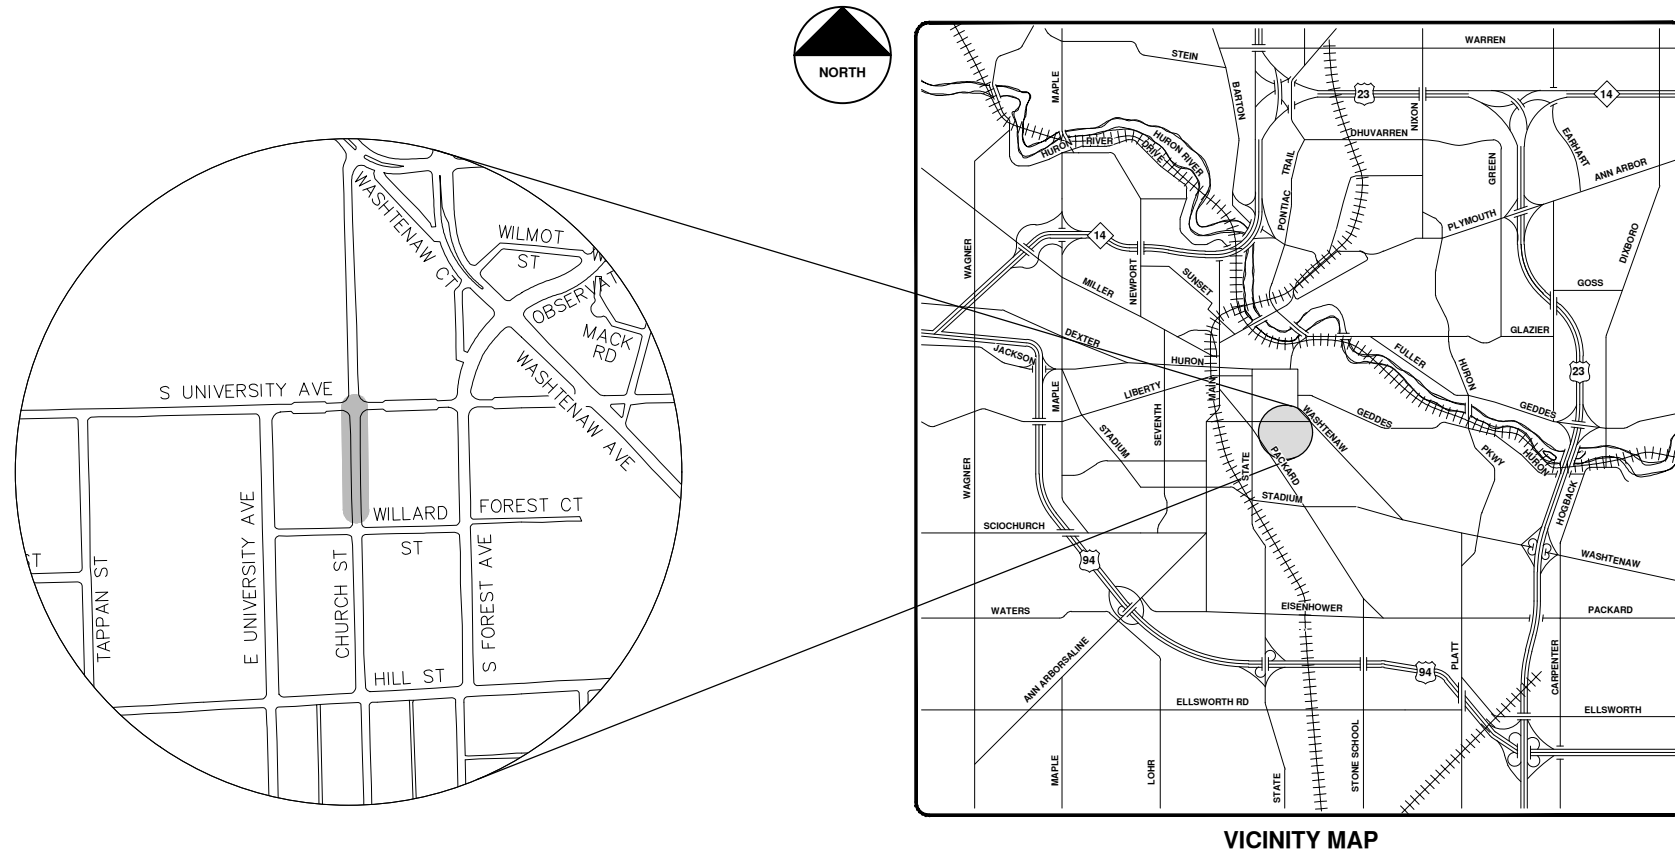 NORTH
WASHTENAW CT
WILMOT
ST
OBSERVAT
MACK
RD
WASHTENAW AVE
S UNIVERSITY AVE
FOREST CT
WILLARD
ST
TAPPAN ST
E UNIVERSITY AVE
CHURCH ST
S FOREST AVE
HILL ST
WARREN
STEIN
MAPLE
BARTON
23
NIXON
14
DHUVARREN
EARHART
HURON
RIVER
DRIVE
HURON RIVER
TRAIL
PONTIAC
GREEN
ANN ARBOR
PLYMOUTH
DIXBORO
WAGNER
14
NEWPORT
SUNSET
MILLER
GOSS
DEXTER
GLAZIER
JACKSON
HURON
FULLER
HURON
23
LIBERTY
MAIN
MAPLE
SEVENTH
STADIUM
WASHTENAW
GEDDES
GEDDES
PACKARD
STATE
PKWY
HURON
WAGNER
STADIUM
HOGBACK
SCIOCHURCH
94
WASHTENAW
WATERS
EISENHOWER
PACKARD
ANN ARBORSALINE
PLATT
CARPENTER
94
ELLSWORTH RD
ELLSWORTH
MAPLE
LOHR
STATE
STONE SCHOOL
VICINITY MAP